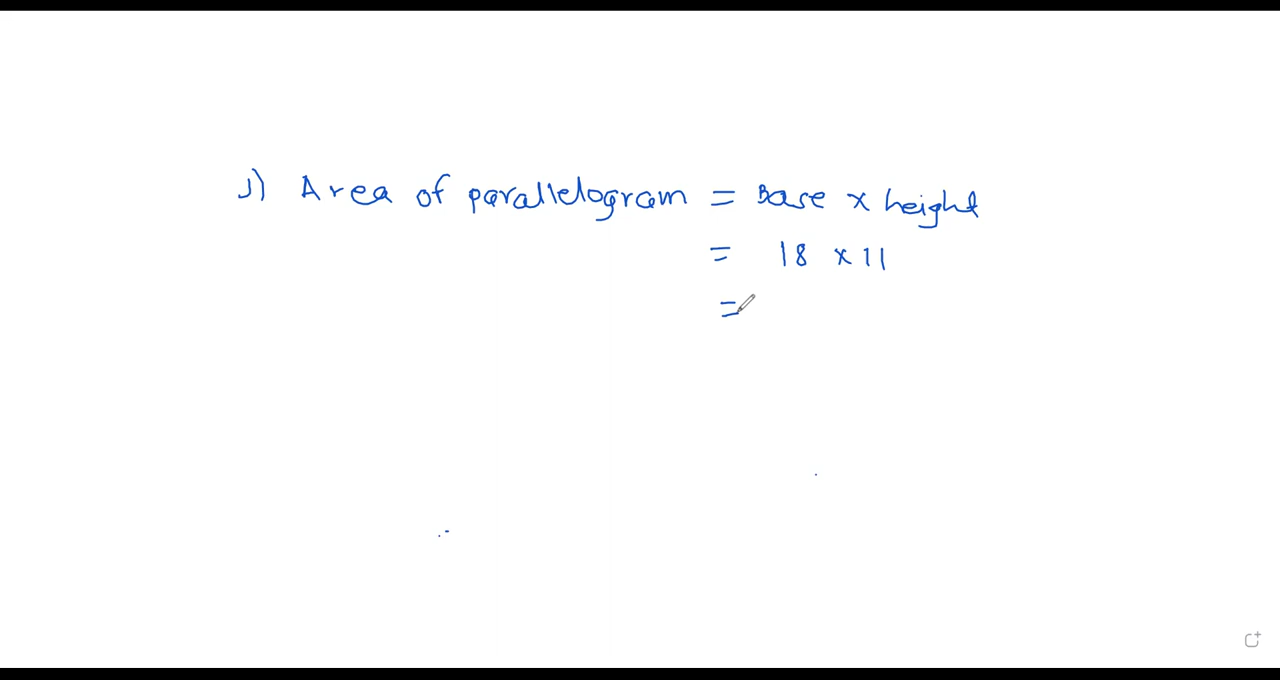 J) Area of parallelogram = Base x height
= 18 x 11
=